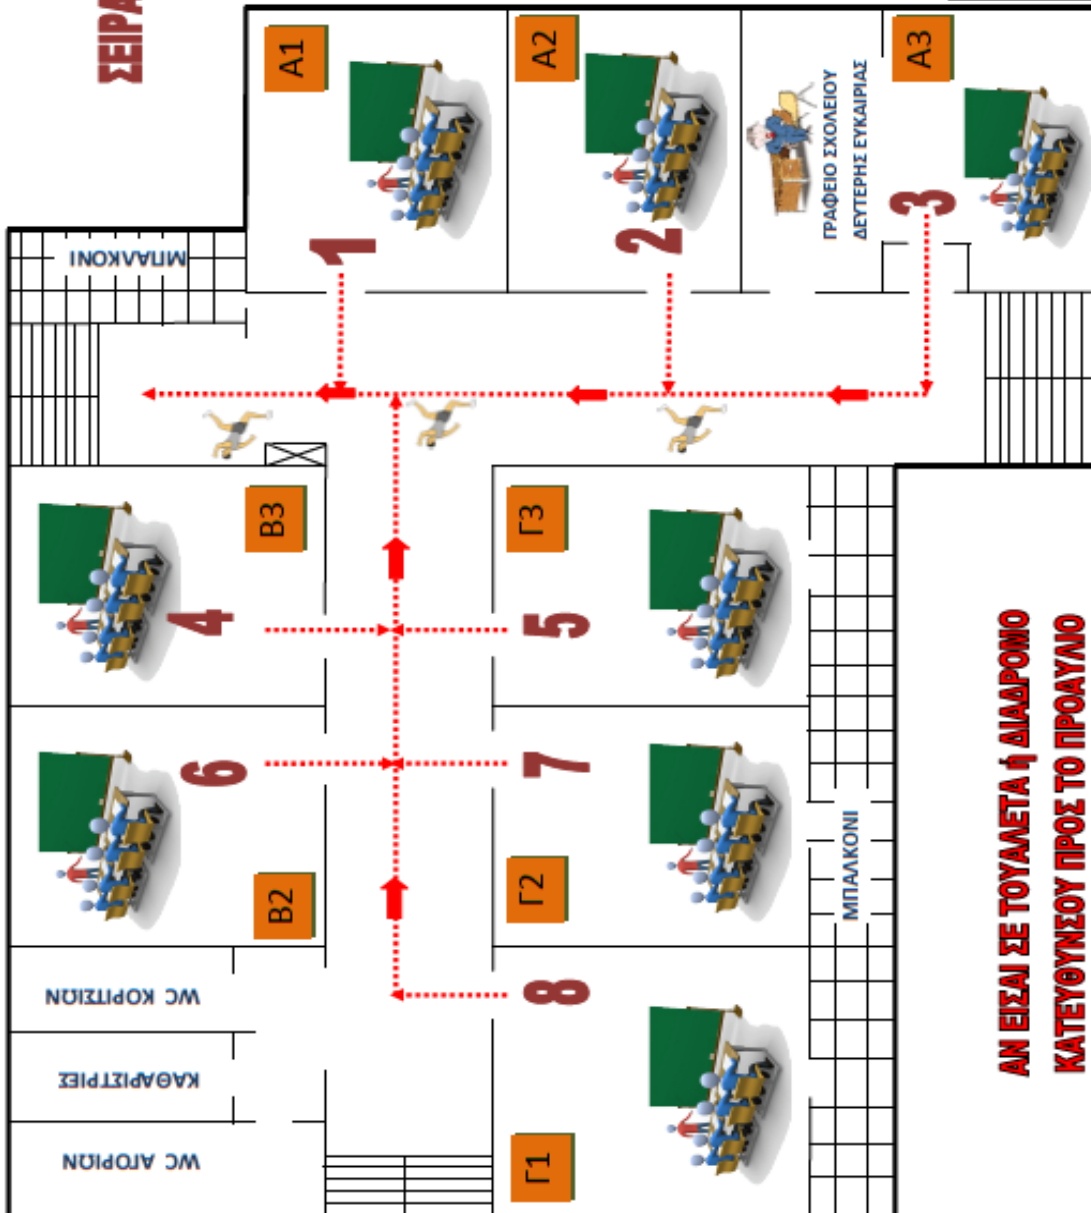 ΣΕΙΡΑ
Α1
Α2
Α3
ΜΠΑΛΚΟΝΙ
1
2
ΓΡΑΦΕΙΟ ΣΧΟΛΕΙΟΥ
ΔΕΥΤΕΡΗΣ ΕΥΚΑΙΡΙΑΣ
3
Β3
Γ3
4
5
6
7
Β2
Γ2
ΜΠΑΛΚΟΝΙ
WC ΚΟΡΙΤΣΙΩΝ
8
ΚΑΘΑΡΙΣΤΡΙΕΣ
WC ΑΓΟΡΙΩΝ
Γ1
ΑΝ ΕΙΣΑΙ ΣΕ ΤΟΥΑΛΕΤΑ ή ΔΙΑΔΡΟΜΟ
ΚΑΤΕΥΘΥΝΣΟΥ ΠΡΟΣ ΤΟ ΠΡΟΑΥΛΙΟ